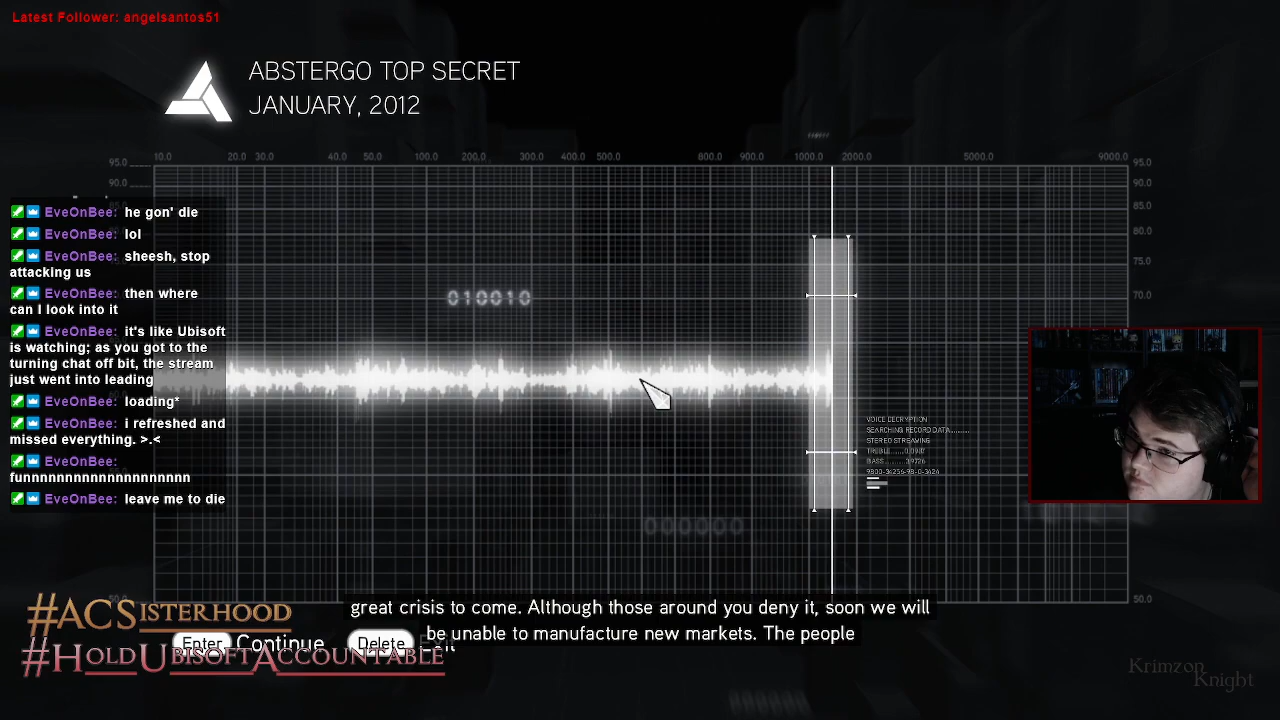 Latest Follower: angelsantos51
ABSTERGO TOP SECRET
JANUARY, 2012
10.0 20.0 30.0 40.0 50.0 100.0 200.0 300.0 400.0 500.0 800.0 900.0 1000.0 2000.0 5000.0 9000.0
95.0 95.0
90.0 90.0
85.0
80.0
75.0
70.0
EveOnBee: he gon' die
EveOnBee: lol
EveOnBee: sheesh, stop
attacking us
EveOnBee: then where
can I look into it
EveOnBee: it's like Ubisoft
is watching; as you got to the
turning chat off bit, the stream
just went into leading
EveOnBee: loading*
EveOnBee: i refreshed and
missed everything. >.<
EveOnBee:
funnnnnnnnnnnnnnnnnnnn
EveOnBee: leave me to die
010010
VOICE DECRYPTION
SEARCHING RECORD DATA.........
STEREO STREAMING
000000
50.0
great crisis to come. Although those around you deny it, soon we will
be unable to manufacture new markets. The people
#ACSISTERHOOD
Enter Continue Delete Exit
#HOLDUBISOFTACCOUNTABLE
Krimzon
Knight